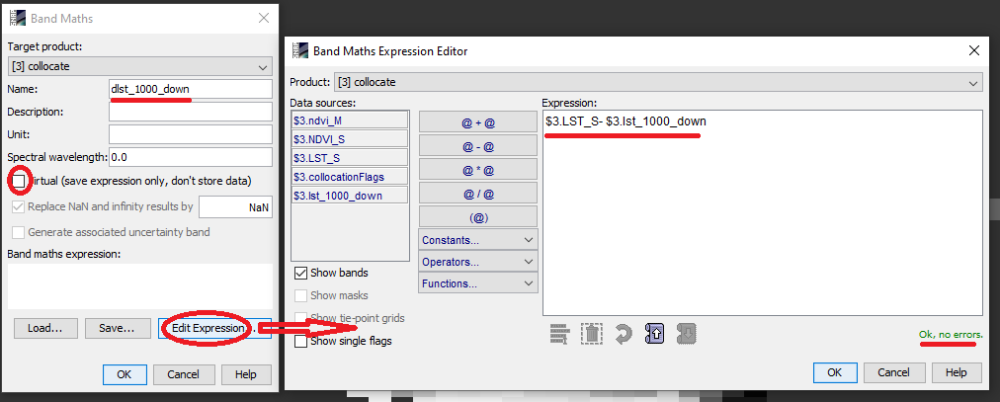 Band Maths
Target product:
[3] collocate
Name: dlst_1000_down
Description:
Unit:
Spectral wavelength: 0.0
Virtual (save expression only, don't store data)
Replace NaN and infinity results by NaN
Generate associated uncertainty band
Band maths expression:
Load... Save... Edit Expression...
OK Cancel Help
Band Maths Expression Editor
Product: [3] collocate
Data sources:
$3.ndvi_M
$3.NDVI_S
$3.LST_S
$3.collocationFlags
$3.lst_1000_down
Show bands
Show masks
Show tie-point grids
Show single flags
@ + @
@ - @
@ * @
@ / @
(@)
Constants...
Operators...
Functions...
Expression:
$3.LST_S- $3.lst_1000_down
Ok, no errors.
OK Cancel Help